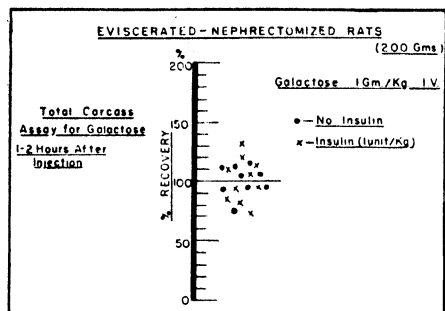 EVISCERATED-NEPHRECTOMIZED RATS
(200 Gms)
%
200
Galactose 1Gm/Kg I.V.
Total Carcass
Assay for Galactose
1-2 Hours After
Injection
150
●— No Insulin
x— Insulin (1unit/Kg)
% RECOVERY
100
50
0